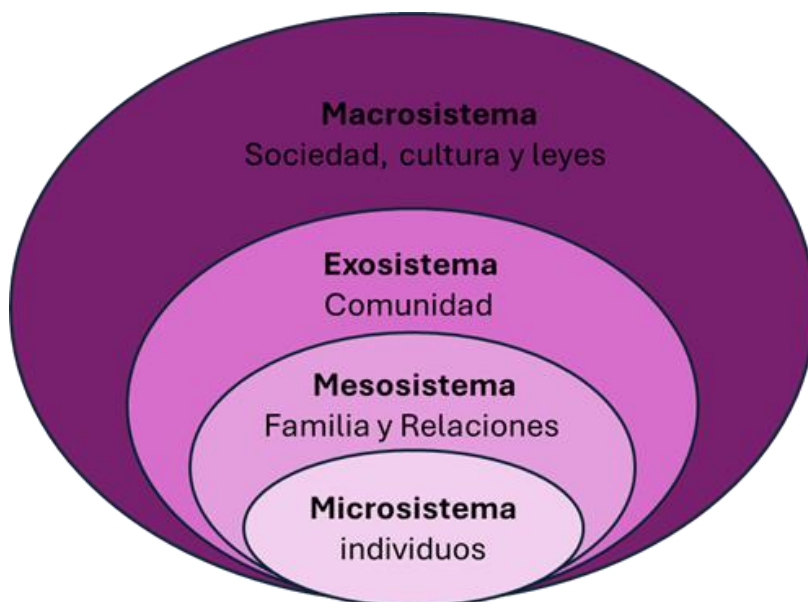 Macrosistema
Sociedad, cultura y leyes
Exosistema
Comunidad
Mesosistema
Familia y Relaciones
Microsistema
individuos